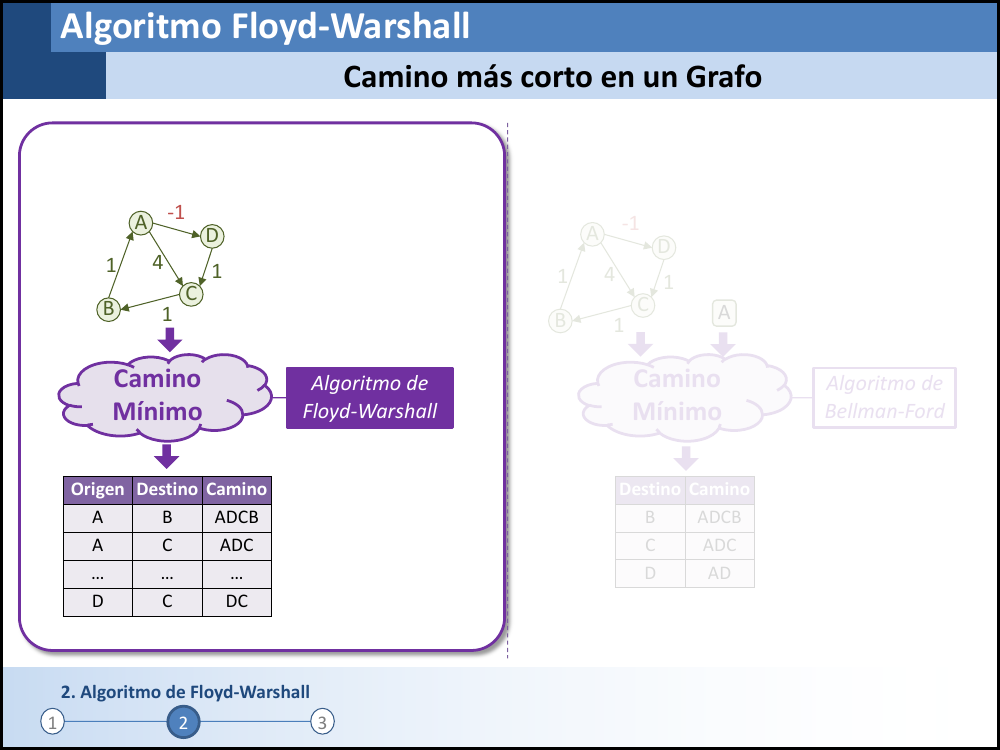 Algoritmo Floyd-Warshall
Camino más corto en un Grafo
A
-1
D
1
4
1
C
B
1
Camino
Mínimo
Algoritmo de
Floyd-Warshall
Origen Destino Camino
A B ADCB
A C ADC
... ... ...
D C DC
A
-1
D
1
4
1
C
B
1
A
Camino
Mínimo
Algoritmo de
Bellman-Ford
Destino Camino
B ADCB
C ADC
D AD
2. Algoritmo de Floyd-Warshall
1 2 3